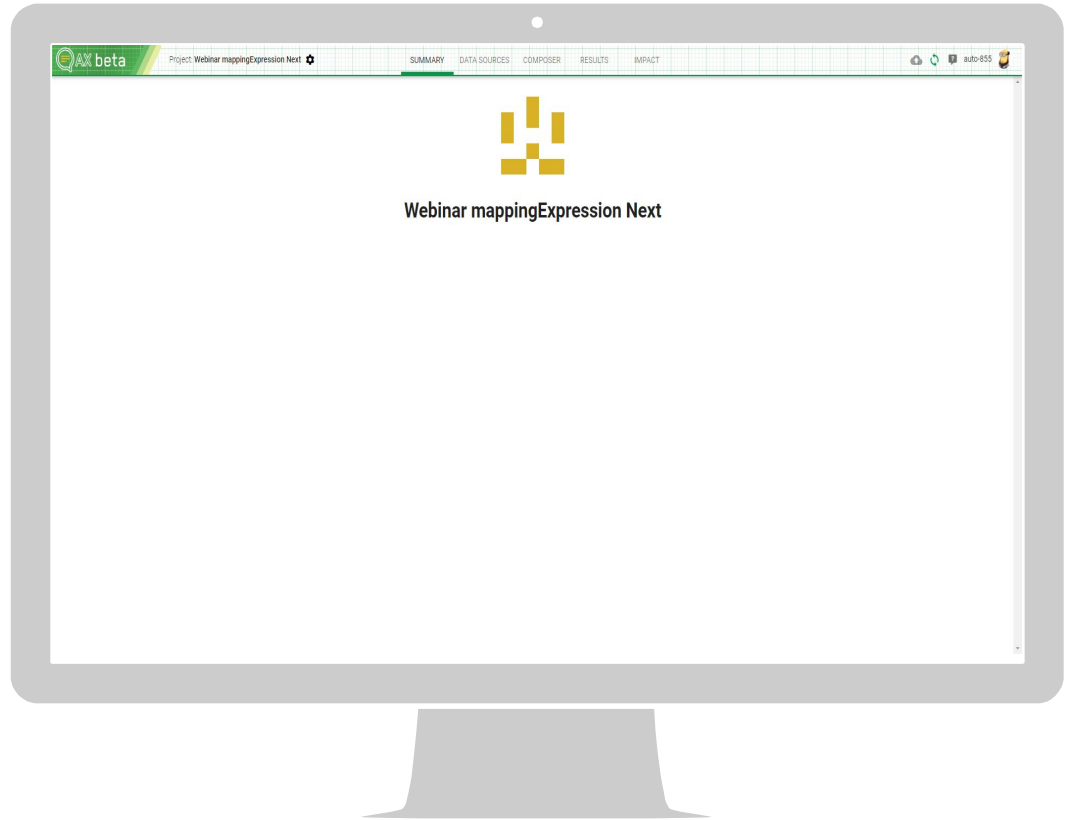 QAX beta
Project: Webinar mappingExpression Next
SUMMARY DATA SOURCES COMPOSER RESULTS IMPACT
auto-855
Webinar mappingExpression Next